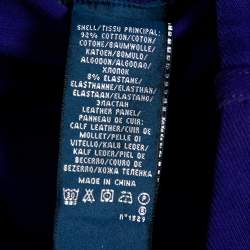 SHELL/TISSU PRINCIPAL:
92% COTTON/COTON/
COTONE/BAUMWOLLE/
KATOEN/BOMULD/
ALGODON/ALGODÃO/
ХЛОПОК
8% ELASTANE/
ELASTHANNE/ELASTHAN/
ELASTAAN/ELASTANO/
ЭЛАСТАН
LEATHER PANEL/
PANNEAU DE CUIR:
CALF LEATHER/CUIR DE
MOLLET/PELLE DI
VITELLO/KALB LEDER/
KALF LEDER/PIEL DE
BECERRO/COURO DE
BEZERRO/КОЖА ТЕЛЕНКА
MADE IN CHINA